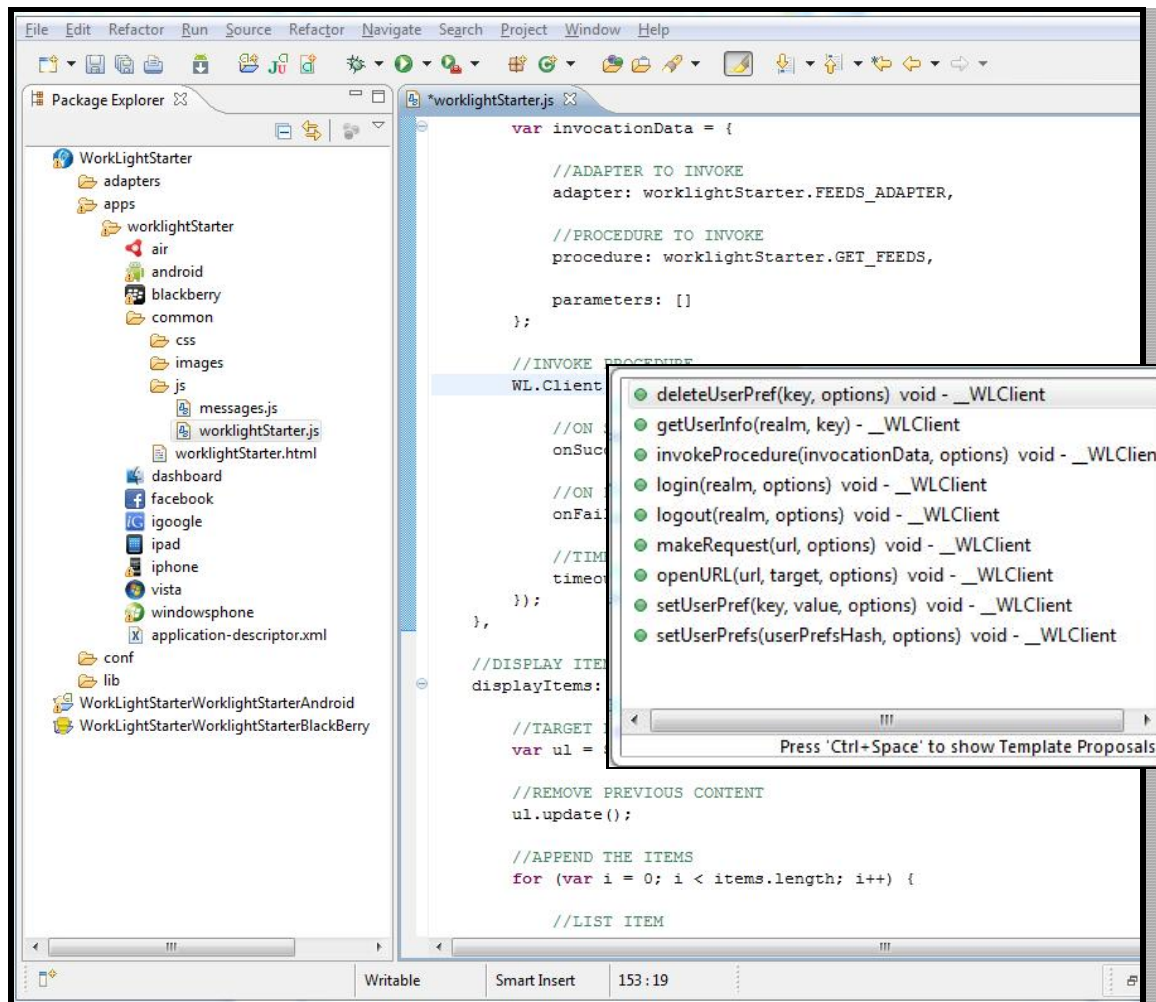 File Edit Refactor Run Source Refactor Navigate Search Project Window Help
Package Explorer
*worklightStarter.js
WorkLightStarter
adapters
apps
worklightStarter
air
android
blackberry
common
css
images
js
messages.js
worklightStarter.js
worklightStarter.html
dashboard
facebook
igoogle
ipad
iphone
vista
windowsphone
application-descriptor.xml
conf
lib
WorkLightStarterWorklightStarterAndroid
WorkLightStarterWorklightStarterBlackBerry
var invocationData = {
//ADAPTER TO INVOKE
adapter: worklightStarter.FEEDS_ADAPTER,
//PROCEDURE TO INVOKE
procedure: worklightStarter.GET_FEEDS,
parameters: []
};
//INVOKE PROCEDURE
WL.Client
//ON
onSucc
//ON
onFail
//TIME
timeou
});
},
//DISPLAY ITE
displayItems:
//TARGET
var ul =
//REMOVE PREVIOUS CONTENT
ul.update();
//APPEND THE ITEMS
for (var i = 0; i < items.length; i++) {
//LIST ITEM
deleteUserPref(key, options) void - __WLClient
getUserInfo(realm, key) - __WLClient
invokeProcedure(invocationData, options) void - __WLClien
login(realm, options) void - __WLClient
logout(realm, options) void - __WLClient
makeRequest(url, options) void - __WLClient
openURL(url, target, options) void - __WLClient
setUserPref(key, value, options) void - __WLClient
setUserPrefs(userPrefsHash, options) void - __WLClient
Press 'Ctrl+Space' to show Template Proposals
Writable Smart Insert 153 : 19